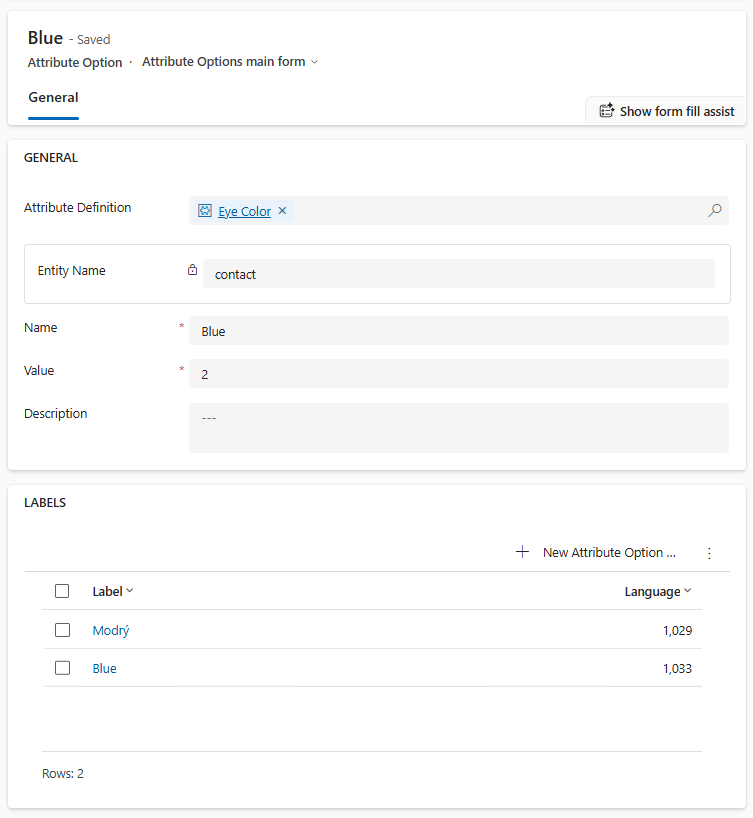 Blue - Saved
Attribute Option · Attribute Options main form
General
Show form fill assist
GENERAL
Attribute Definition Eye Color
Entity Name contact
Name * Blue
Value * 2
Description ---
LABELS
New Attribute Option ...
Label Language
Modrý 1,029
Blue 1,033
Rows: 2